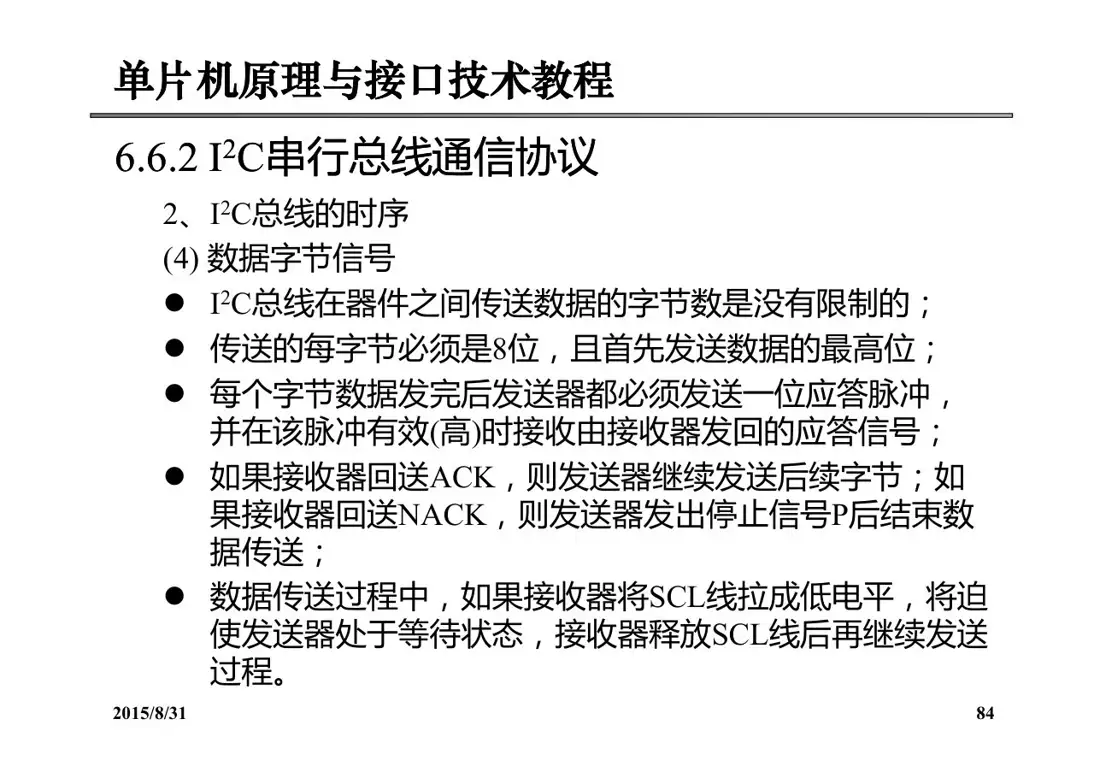 单片机原理与接口技术教程
6.6.2 I²C串行总线通信协议
2、I²C总线的时序
(4) 数据字节信号
● I²C总线在器件之间传送数据的字节数是没有限制的；
● 传送的每字节必须是8位，且首先发送数据的最高位；
● 每个字节数据发完后发送器都必须发送一位应答脉冲，
并在该脉冲有效(高)时接收由接收器发回的应答信号；
● 如果接收器回送ACK，则发送器继续发送后续字节；如
果接收器回送NACK，则发送器发出停止信号P后结束数
据传送；
● 数据传送过程中，如果接收器将SCL线拉成低电平，将迫
使发送器处于等待状态，接收器释放SCL线后再继续发送
过程。
2015/8/31
84